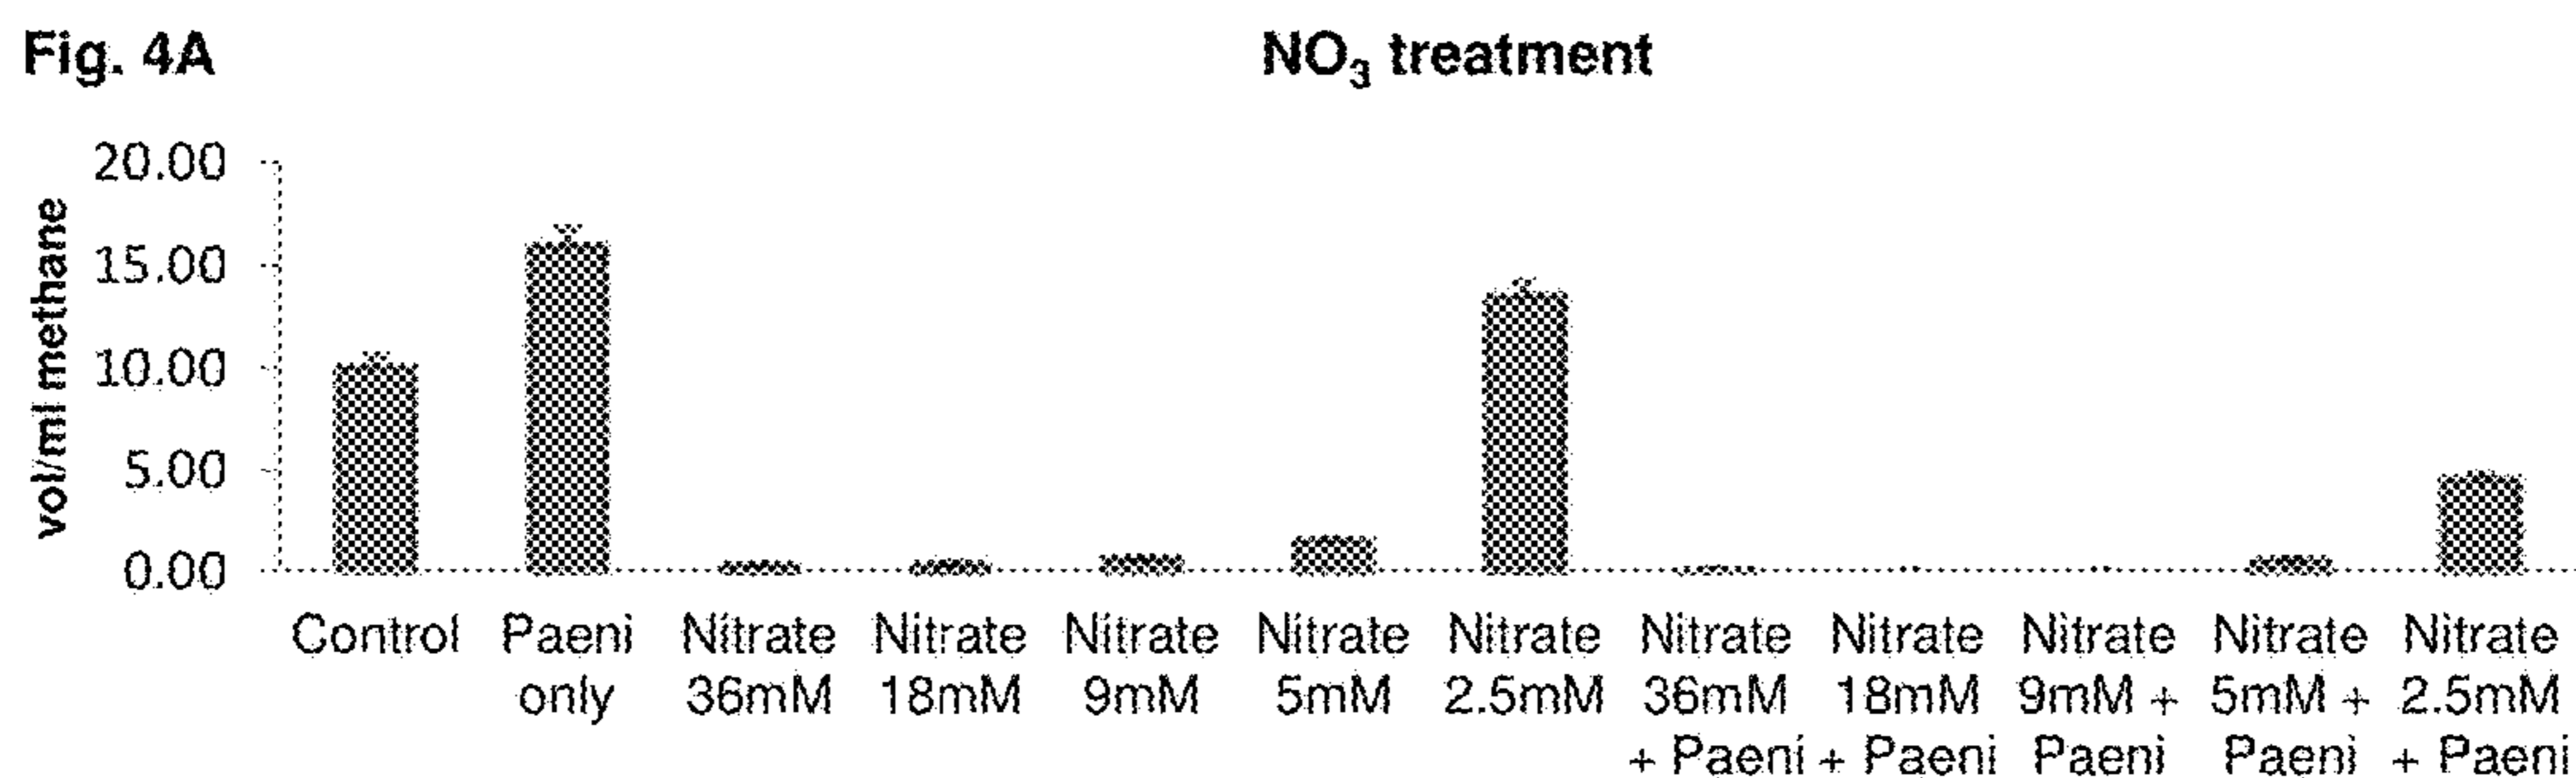 Fig. 4A
NO₃ treatment
vol/ml methane
20.00
15.00
10.00
5.00
0.00
Control
Paeni
only
Nitrate
36mM
Nitrate
18mM
Nitrate
9mM
Nitrate
5mM
Nitrate
2.5mM
Nitrate
36mM
+ Paeni
Nitrate
18mM
+ Paeni
Nitrate
9mM +
Paeni
Nitrate
5mM +
Paeni
Nitrate
2.5mM
+ Paeni